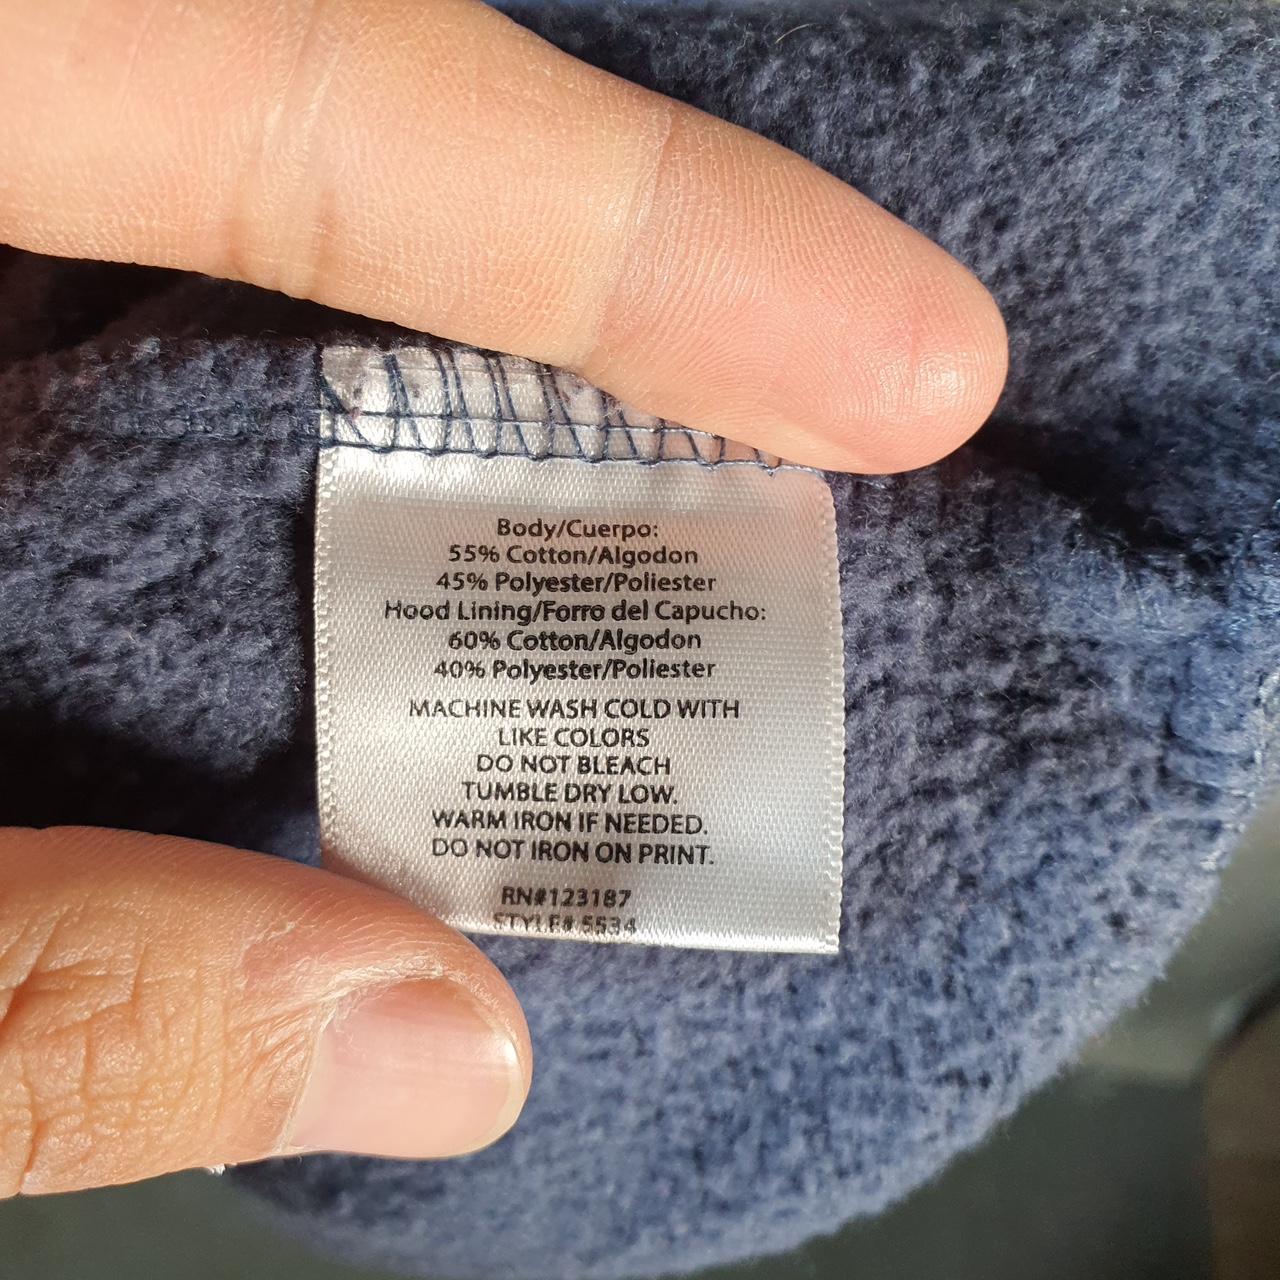 Body/Cuerpo:
55% Cotton/Algodon
45% Polyester/Poliester
Hood Lining/Forro del Capucho:
60% Cotton/Algodon
40% Polyester/Poliester
MACHINE WASH COLD WITH
LIKE COLORS
DO NOT BLEACH
TUMBLE DRY LOW.
WARM IRON IF NEEDED.
DO NOT IRON ON PRINT.
RN#123187
STYLE# 5534